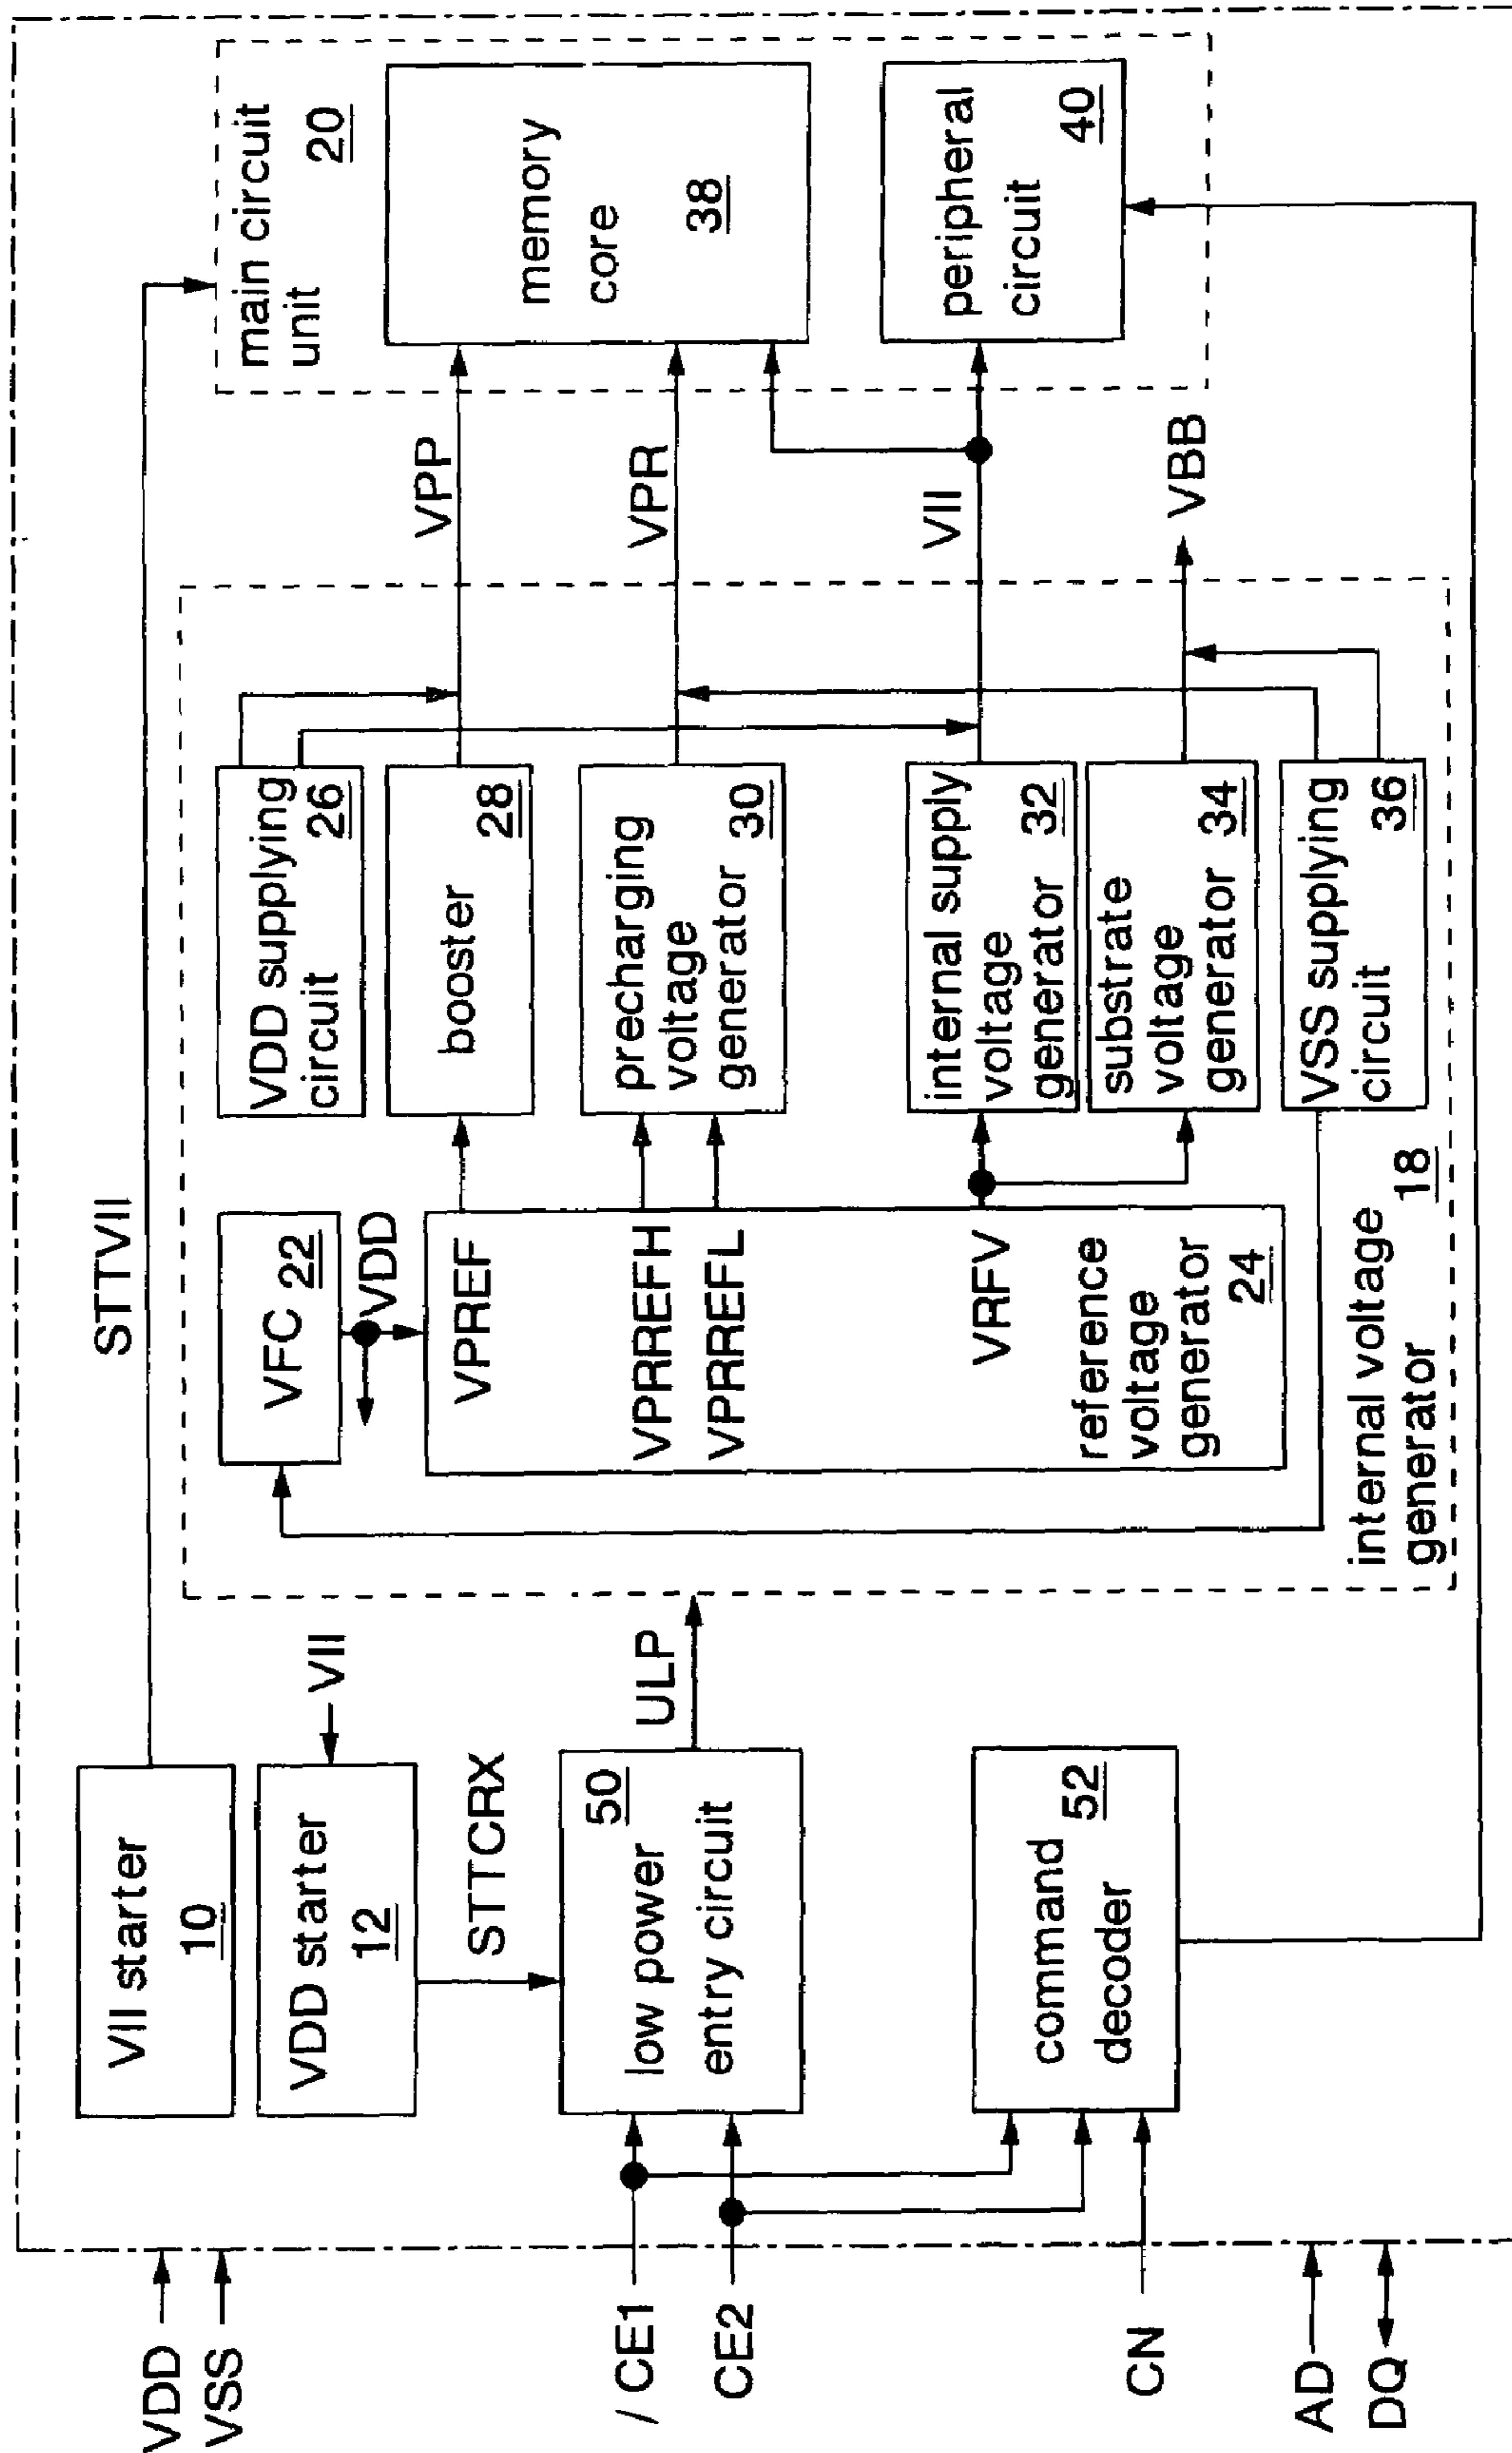 VDD
VSS
/ CE1
CE2
CN
AD
DQ
VII starter
10
VDD starter
12
VII
STTCRX
low power
50
entry circuit
ULP
command
52
decoder
STTVII
VFC 22
VDD
VPREF
VPRREFH
VPRREFL
VRFV
reference
voltage
generator
24
internal voltage
generator
18
VDD supplying
circuit
26
booster
28
precharging
voltage
generator
30
internal supply
voltage
generator
32
substrate
voltage
generator
34
VSS supplying
circuit
36
VPP
VPR
VII
VBB
main circuit
unit
20
memory
core
38
peripheral
circuit
40